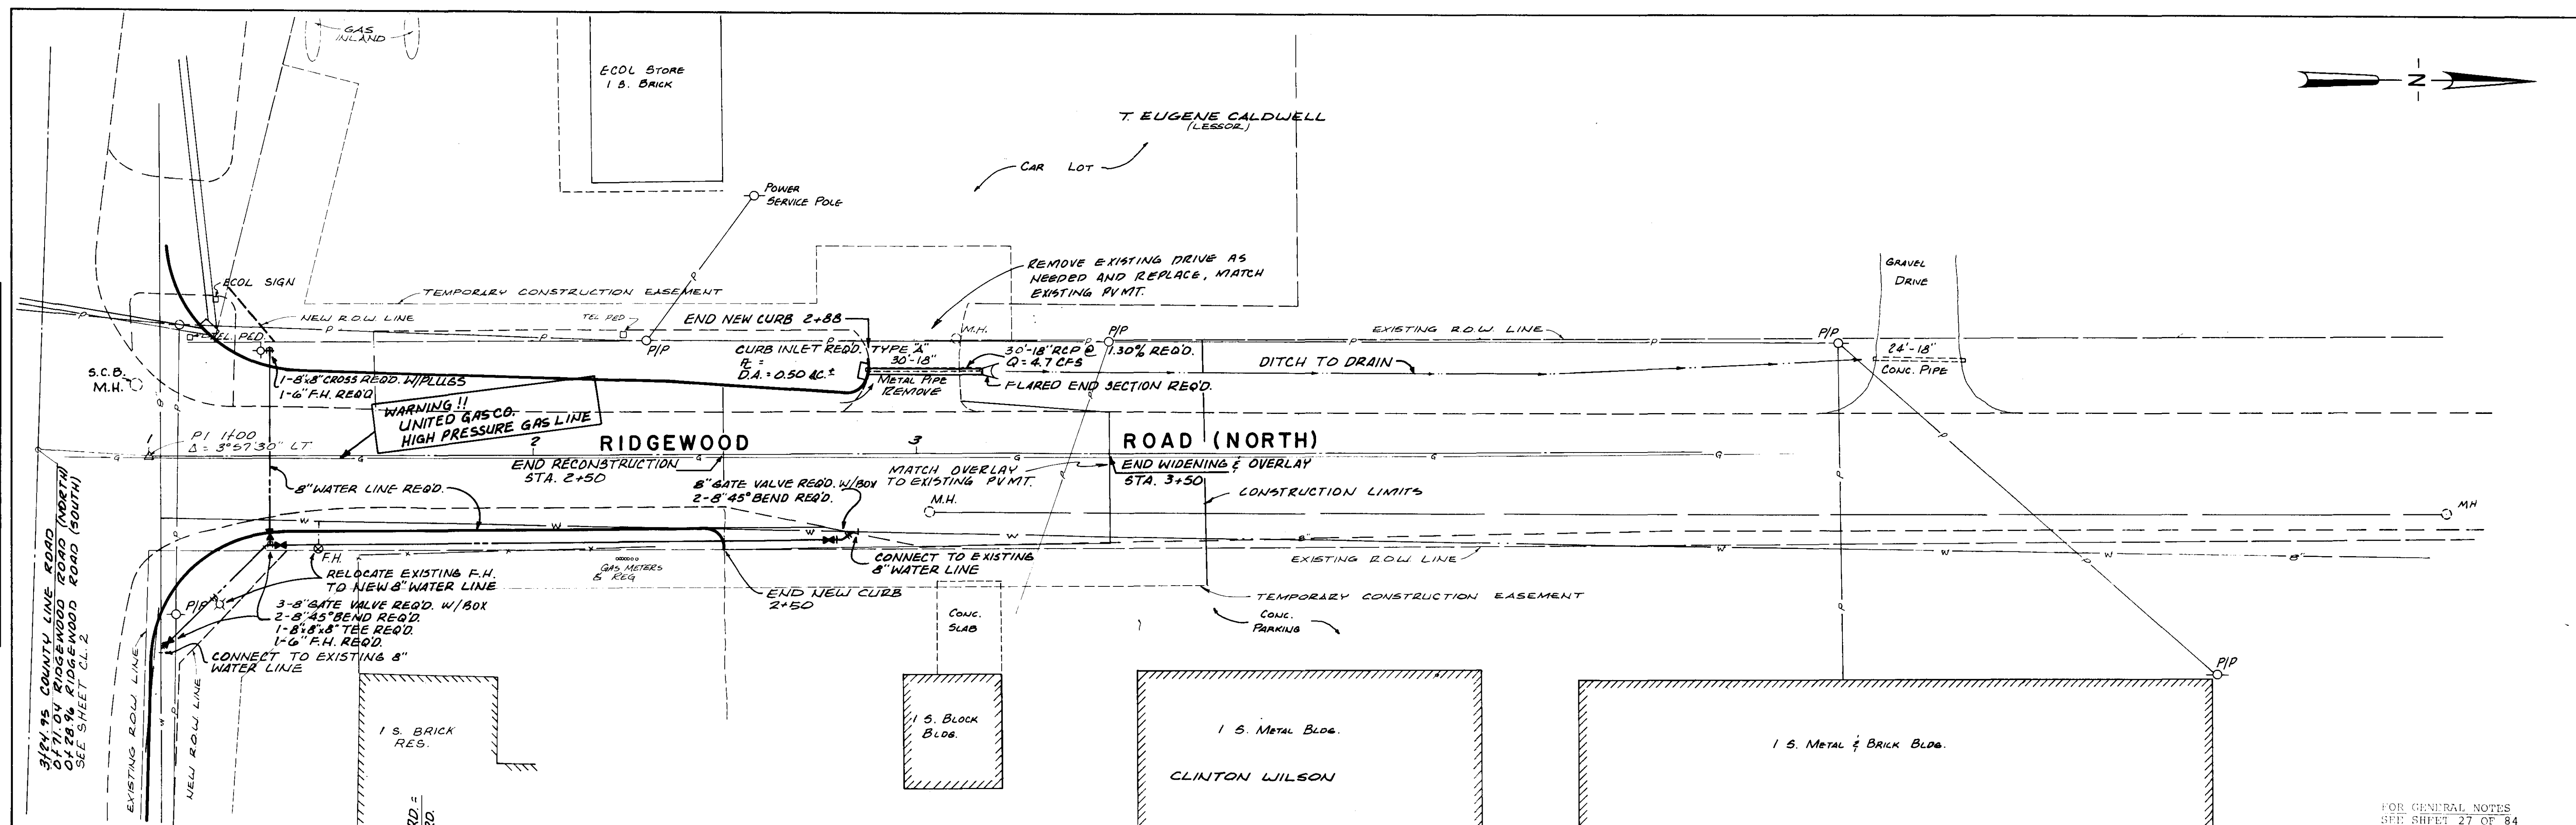 GAS
INLAND
ECOL STORE
1 S. BRICK
T. EUGENE CALDWELL
(LESSOR)
CAR LOT
N
POWER
SERVICE POLE
REMOVE EXISTING DRIVE AS
NEEDED AND REPLACE, MATCH
EXISTING PVMT.
GRAVEL
DRIVE
ECOL SIGN
TEMPORARY CONSTRUCTION EASEMENT
NEW R.O.W. LINE
TEL PED
END NEW CURB 2+88
M.H.
P/P
EXISTING R.O.W. LINE
P/P
TEL. PED.
P/P
CURB INLET REQ'D. TYPE "A"
D.A. = 0.50 AC.±
30'-18"
METAL PIPE
REMOVE
30'-18" RCP @ 1.30% REQ'D.
Q = 4.7 CFS
FLARED END SECTION REQ'D.
DITCH TO DRAIN
24'-18"
CONC. PIPE
S.C.B.
M.H.
1-8"x8" CROSS REQ'D. W/PLUGS
1-6" F.H. REQ'D
WARNING !!
UNITED GAS CO.
HIGH PRESSURE GAS LINE
PI 1+00
Δ = 3°57'30" LT
1
2
3
RIDGEWOOD ROAD (NORTH)
END RECONSTRUCTION
STA. 2+50
MATCH OVERLAY
TO EXISTING PVMT.
END WIDENING & OVERLAY
STA. 3+50
CONSTRUCTION LIMITS
8" WATER LINE REQ'D.
8" GATE VALVE REQ'D. W/BOX
2-8" 45° BEND REQ'D.
M.H.
MH
F.H.
RELOCATE EXISTING F.H.
TO NEW 8" WATER LINE
GAS METERS
& REG
CONNECT TO EXISTING
8" WATER LINE
8"
EXISTING R.O.W. LINE
8"
P/P
3-8" GATE VALVE REQ'D. W/BOX
2-8" 45° BEND REQ'D.
1-8"x8"x8" TEE REQ'D.
1-6" F.H. REQ'D.
CONNECT TO EXISTING 8"
WATER LINE
END NEW CURB
2+50
TEMPORARY CONSTRUCTION EASEMENT
CONC.
SLAB
CONC.
PARKING
P/P
3+24.95 COUNTY LINE ROAD
0+71.04 RIDGEWOOD ROAD (NORTH)
0+28.96 RIDGEWOOD ROAD (SOUTH)
SEE SHEET CL.2
EXISTING R.O.W. LINE
NEW R.O.W. LINE
1 S. BRICK
RES.
1 S. BLOCK
BLDG.
1 S. METAL BLDG.
CLINTON WILSON
1 S. METAL & BRICK BLDG.
FOR GENERAL NOTES
SEE SHEET 27 OF 84